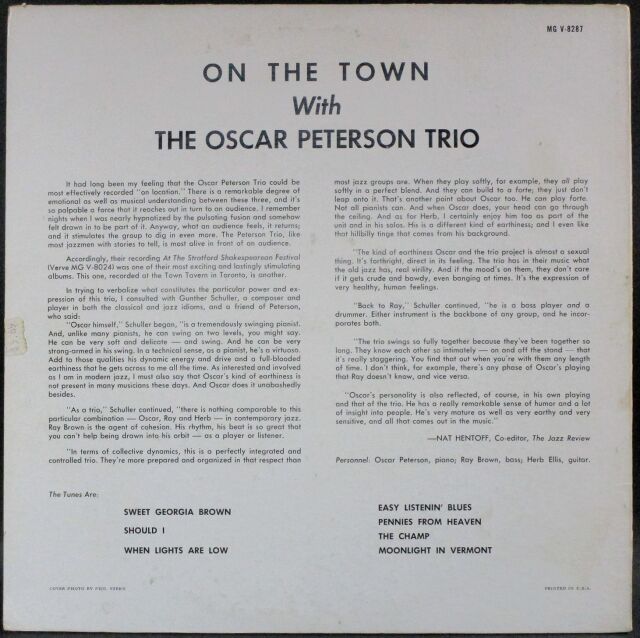 MG V-8287
ON THE TOWN
With
THE OSCAR PETERSON TRIO
It had long been my feeling that the Oscar Peterson Trio could be
most effectively recorded "on location." There is a remarkable degree of
emotional as well as musical understanding between these three, and it's
so palpable a force that it reaches out in turn to an audience. I remember
nights when I was nearly hypnotized by the pulsating fusion and somehow
felt drawn in to be part of it. Anyway, what an audience feels, it returns;
and it stimulates the group to dig in even more. The Peterson Trio, like
most jazzmen with stories to tell, is most alive in front of an audience.
Accordingly, their recording At The Stratford Shakespearean Festival
(Verve MG V-8024) was one of their most exciting and lastingly stimulating
albums. This one, recorded at the Town Tavern in Toronto, is another.
In trying to verbalize what constitutes the particular power and ex-
pression of this trio, I consulted with Gunther Schuller, a composer and
player in both the classical and jazz idioms, and a friend of Peterson,
who said:
"Oscar himself," Schuller began, "is a tremendously swinging pianist.
And, unlike many pianists, he can swing on two levels, you might say.
He can be very soft and delicate — and swing. And he can be very
strong-armed in his swing. In a technical sense, as a pianist, he's a virtuoso.
Add to those qualities his dynamic energy and drive and a full-blooded
earthiness that he gets across to me all the time. As interested and involved
as I am in modern jazz, I must also say that Oscar's kind of earthiness is
not present in many musicians these days. And Oscar does it unabashedly
besides.
"As a trio," Schuller continued, "there is nothing comparable to this
particular combination — Oscar, Ray and Herb — in contemporary jazz.
Ray Brown is the agent of cohesion. His rhythm, his beat is so great that
you can't help being drawn into his orbit — as a player or listener.
"In terms of collective dynamics, this is a perfectly integrated and
controlled trio. They're more prepared and organized in that respect than
most jazz groups are. When they play softly, for example, they all play
softly in a perfect blend. And they can build to a forte; they just don't
leap onto it. That's another point about Oscar too. He can play forte.
Not all pianists can. And when Oscar does, your head can go through
the ceiling. And as for Herb, I certainly enjoy him too as part of the
unit and in his solos. His is a different kind of earthiness; and I even like
that hillbilly tinge that comes from his background.
"The kind of earthiness Oscar and the trio project is almost a sexual
thing. It's forthright, direct in its feeling. The trio has in their music what
the old jazz has, real virility. And if the mood's on them, they don't care
if it gets crude and bawdy, even banging at times. It's the expression of
very healthy, human feelings.
"Back to Ray," Schuller continued, "he is a bass player and a
drummer. Either instrument is the backbone of any group, and he incor-
porates both.
"The trio swings so fully together because they've been together so
long. They know each other so intimately — on and off the stand — that
it's really staggering. You find that out when you're with them any length
of time. I don't think, for example, there's any phase of Oscar's playing
that Ray doesn't know, and vice versa.
"Oscar's personality is also reflected, of course, in his own playing
and that of the trio. He has a really remarkable sense of humor and a lot
of insight into people. He's very mature as well as very earthy and very
sensitive, and all that comes out in the music."
—NAT HENTOFF, Co-editor, The Jazz Review
Personnel: Oscar Peterson, piano; Ray Brown, bass; Herb Ellis, guitar.
The Tunes Are:
SWEET GEORGIA BROWN
SHOULD I
WHEN LIGHTS ARE LOW
EASY LISTENIN' BLUES
PENNIES FROM HEAVEN
THE CHAMP
MOONLIGHT IN VERMONT
COVER PHOTO BY PHIL STERN
PRINTED IN U.S.A.